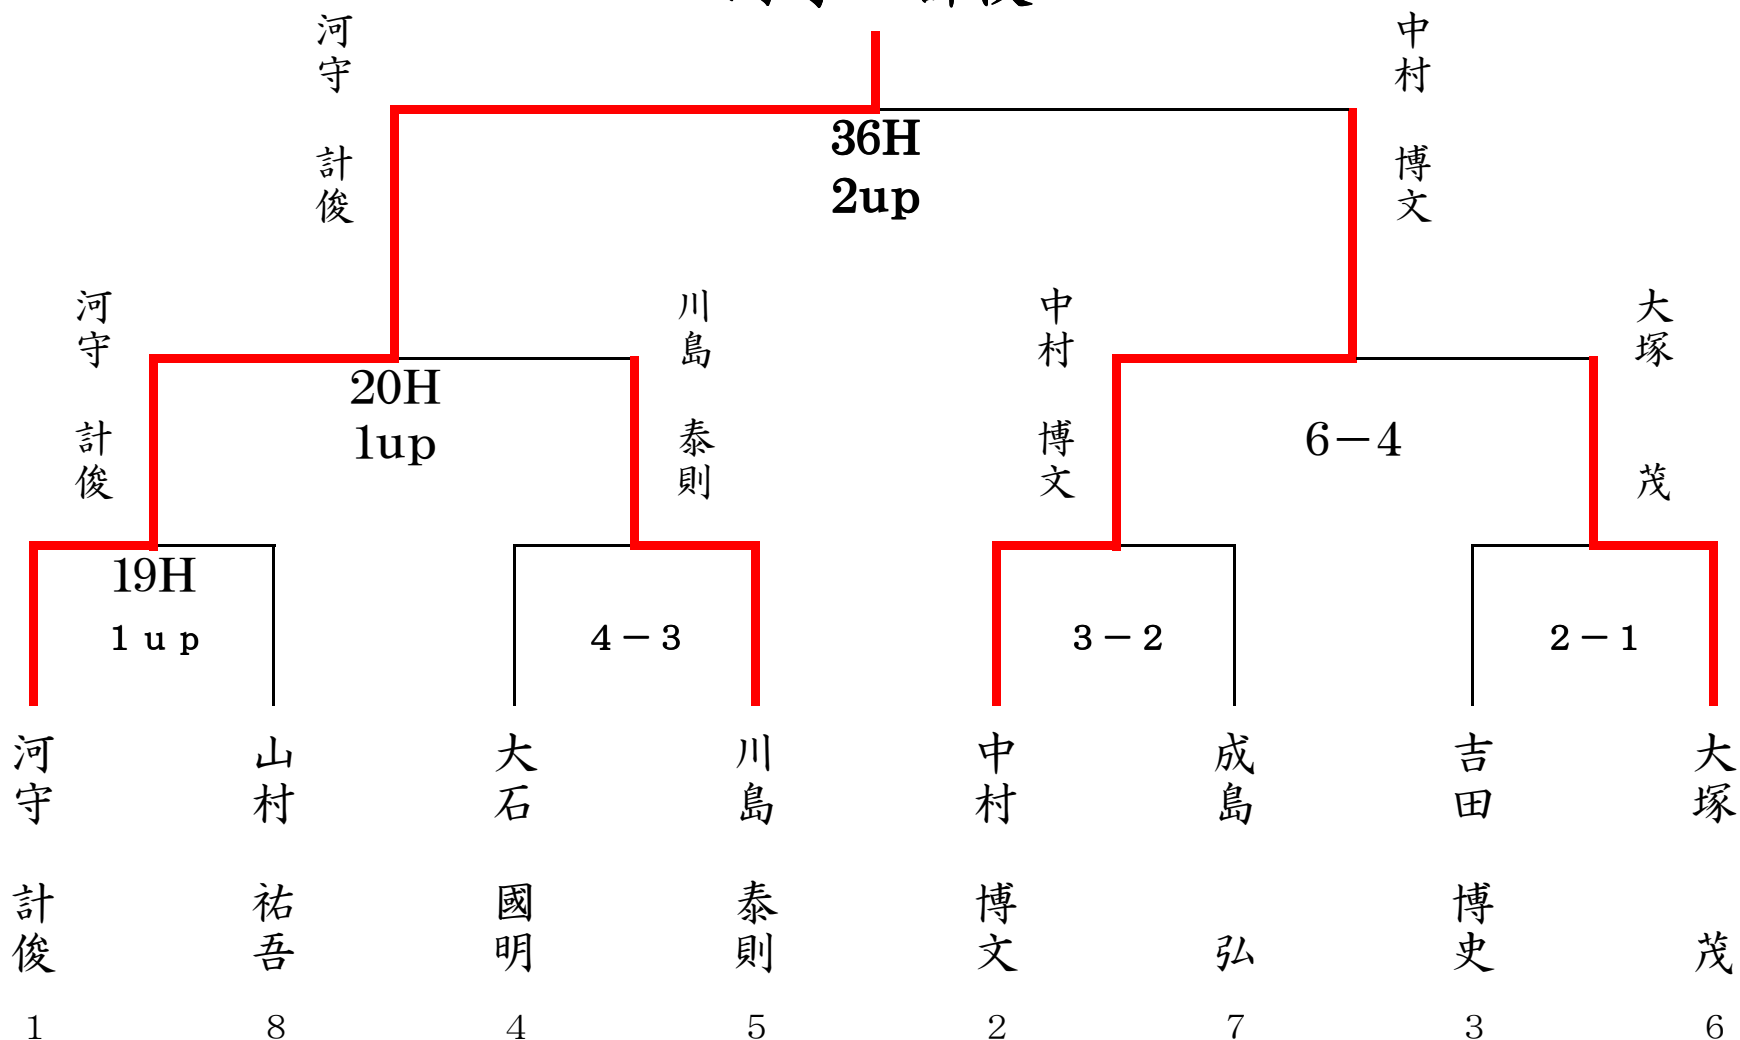 河守 計俊
中村 博文
36H
2up
河守 計俊
川島 泰則
中村 博文
大塚 茂
20H
1up
6－4
19H
1up
4－3
3－2
2－1
河守 計俊
山村 祐吾
大石 國明
川島 泰則
中村 博文
成島 弘
吉田 博史
大塚 茂
1
8
4
5
2
7
3
6